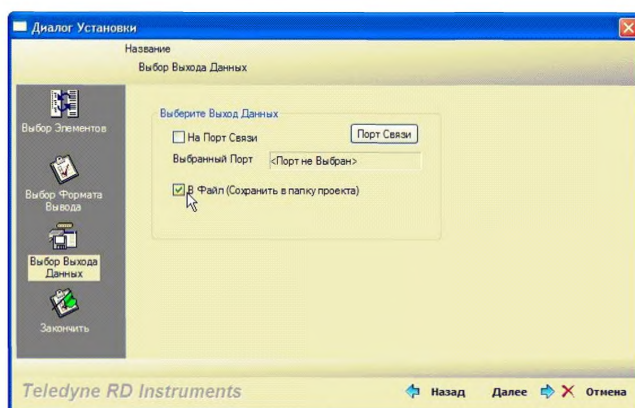 Диалог Установки
Название
Выбор Выхода Данных
Выбор Элементов
Выбор Формата
Вывода
Выбор Выхода
Данных
Закончить
Выберите Выход Данных
На Порт Связи
Порт Связи
Выбранный Порт
<Порт не Выбран>
В Файл (Сохранить в папку проекта)
Teledyne RD Instruments
Назад
Далее
Отмена